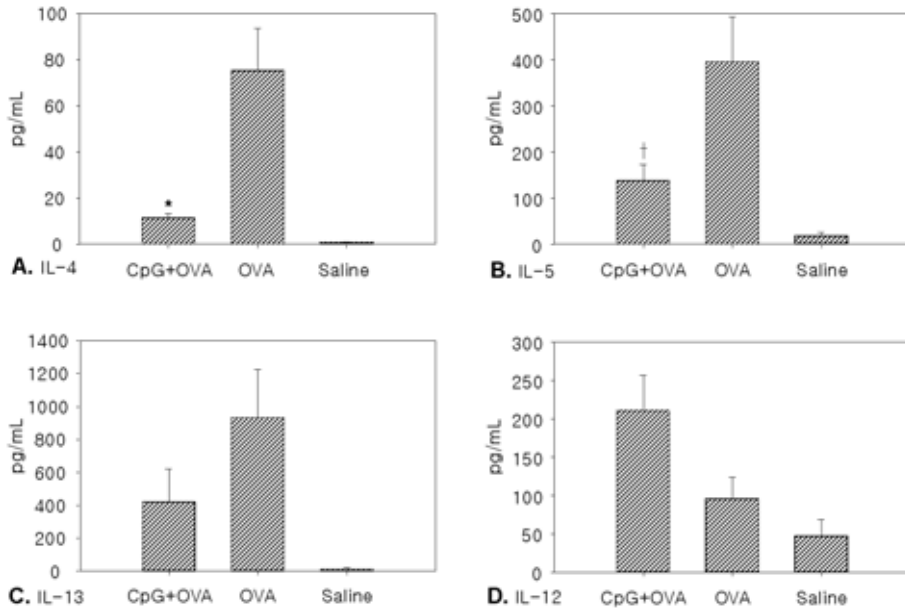 100
80
60
40
20
0
pg/mL
*
A. IL-4
CpG+OVA OVA Saline
500
400
300
200
100
0
pg/mL
†
B. IL-5
CpG+OVA OVA Saline
1400
1200
1000
800
600
400
200
0
pg/mL
C. IL-13
CpG+OVA OVA Saline
300
250
200
150
100
50
0
pg/mL
D. IL-12
CpG+OVA OVA Saline